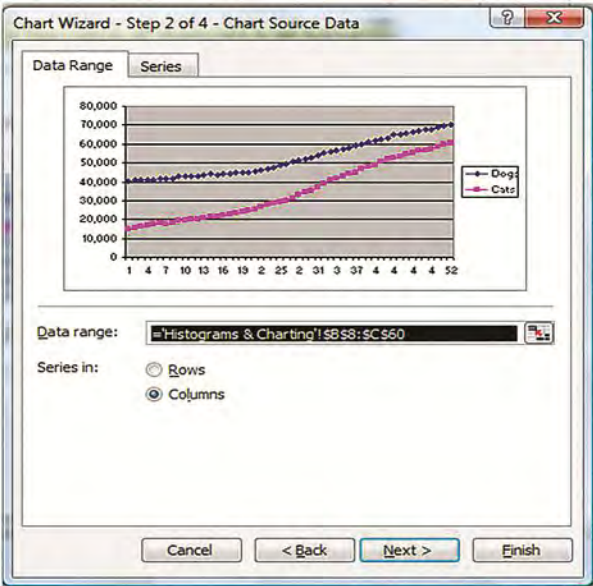 Chart Wizard - Step 2 of 4 - Chart Source Data
Data Range
Series
80,000
70,000
60,000
50,000
40,000
30,000
20,000
10,000
0
1 4 7 10 13 16 19 2 25 2 31 3 37 4 4 4 4 52
Dogs
Cats
Data range:
='Histograms & Charting'!$B$8:$C$60
Series in:
Rows
Columns
Cancel
< Back
Next >
Finish